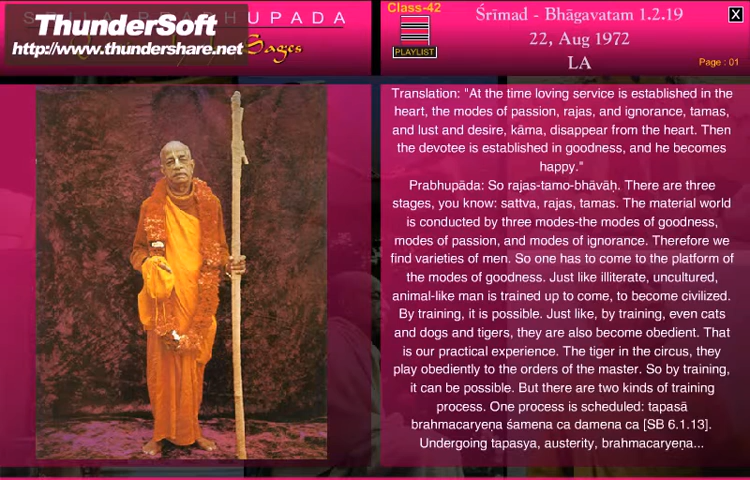 ThunderSoft
http://www.thundershare.net
HUPADA
Sages
Class-42
PLAYLIST
Śrīmad - Bhāgavatam 1.2.19
22, Aug 1972
LA
X
Page : 01
Translation: "At the time loving service is established in the
heart, the modes of passion, rajas, and ignorance, tamas,
and lust and desire, kāma, disappear from the heart. Then
the devotee is established in goodness, and he becomes
happy."
Prabhupāda: So rajas-tamo-bhāvāḥ. There are three
stages, you know: sattva, rajas, tamas. The material world
is conducted by three modes-the modes of goodness,
modes of passion, and modes of ignorance. Therefore we
find varieties of men. So one has to come to the platform of
the modes of goodness. Just like illiterate, uncultured,
animal-like man is trained up to come, to become civilized.
By training, it is possible. Just like, by training, even cats
and dogs and tigers, they are also become obedient. That
is our practical experience. The tiger in the circus, they
play obediently to the orders of the master. So by training,
it can be possible. But there are two kinds of training
process. One process is scheduled: tapasā
brahmacaryeṇa śamena ca damena ca [SB 6.1.13].
Undergoing tapasya, austerity, brahmacaryeṇa...